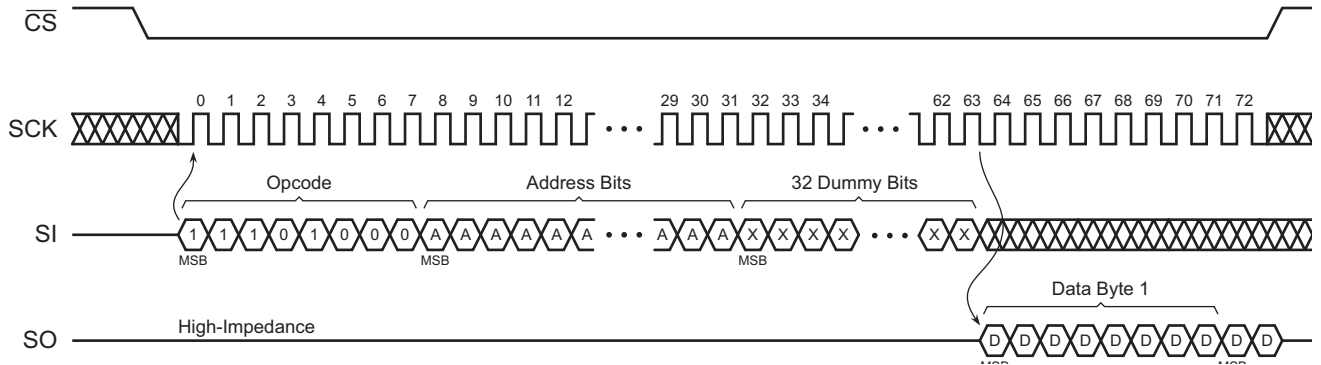 CS
0 1 2 3 4 5 6 7 8 9 10 11 12 29 30 31 32 33 34 62 63 64 65 66 67 68 69 70 71 72
SCK
Opcode Address Bits 32 Dummy Bits
SI 1 1 1 0 1 0 0 0 A A A A A A A A A X X X X X X
MSB MSB MSB
Data Byte 1
High-Impedance
SO D D D D D D D D D D
MSB MSB